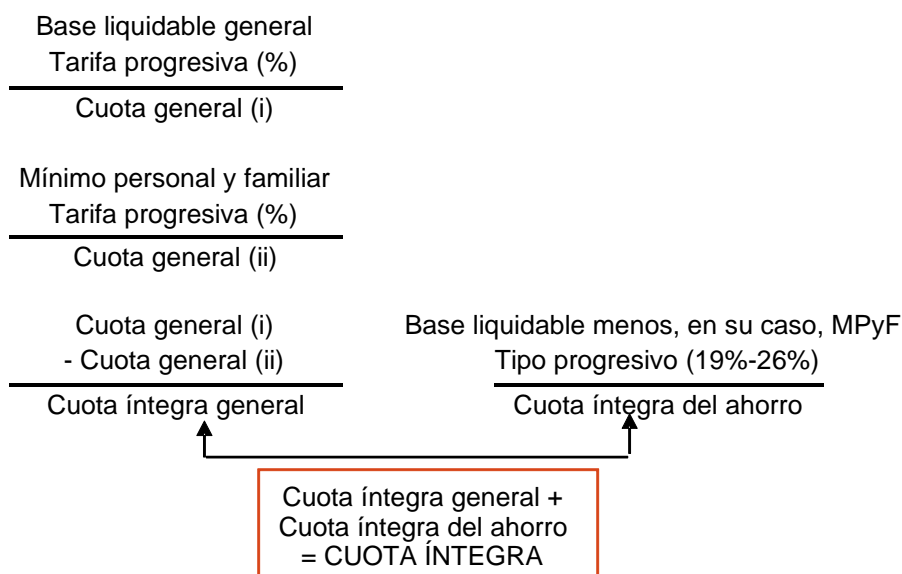 Base liquidable general
Tarifa progresiva (%)
Cuota general (i)
Mínimo personal y familiar
Tarifa progresiva (%)
Cuota general (ii)
Cuota general (i)
- Cuota general (ii)
Cuota íntegra general
Base liquidable menos, en su caso, MPyF
Tipo progresivo (19%-26%)
Cuota íntegra del ahorro
Cuota íntegra general +
Cuota íntegra del ahorro
= CUOTA ÍNTEGRA